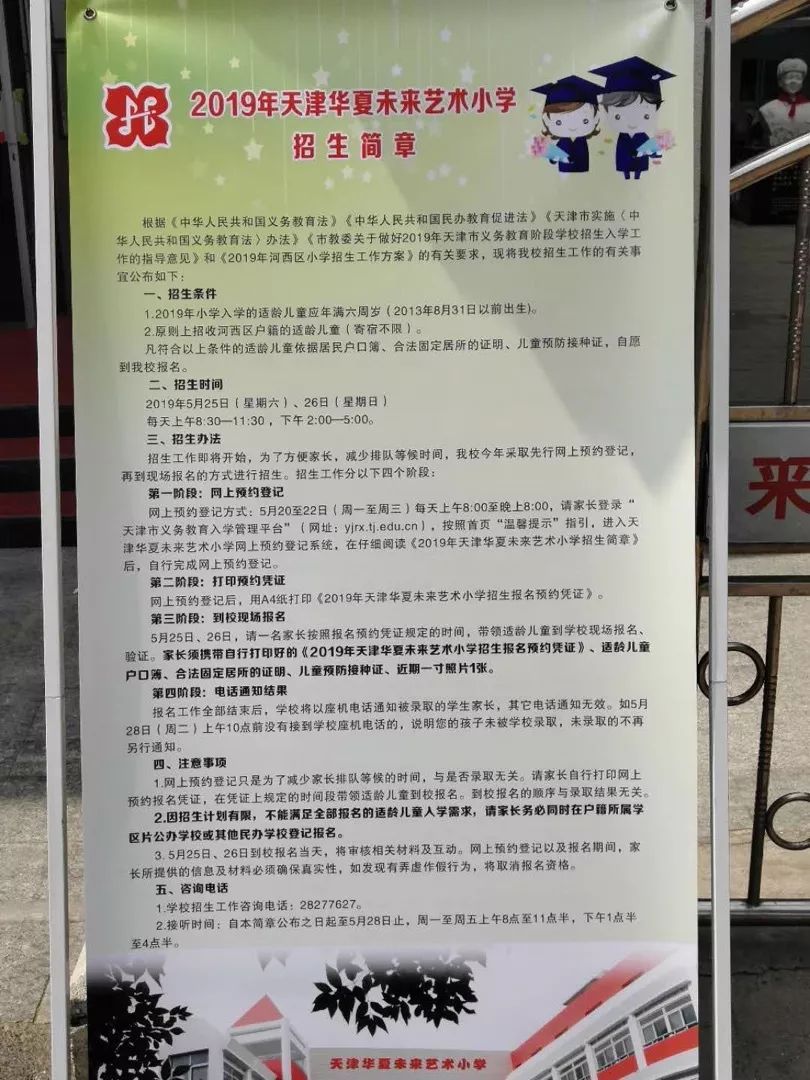 2019年天津华夏未来艺术小学
招生简章
根据《中华人民共和国义务教育法》《中华人民共和国民办教育促进法》《天津市实施〈中
华人民共和国义务教育法〉办法》《市教委关于做好2019年天津市义务教育阶段学校招生入学工
作的指导意见》和《2019年河西区小学招生工作方案》的有关要求，现将我校招生工作的有关事
宜公布如下：
一、招生条件
1.2019年小学入学的适龄儿童应年满六周岁（2013年8月31日以前出生)。
2.原则上招收河西区户籍的适龄儿童（寄宿不限）。
凡符合以上条件的适龄儿童依据居民户口簿、合法固定居所的证明、儿童预防接种证，自愿
到我校报名。
二、招生时间
2019年5月25日（星期六）、26日（星期日）
每天上午8:30—11:30 ，下午 2:00—5:00。
三、招生办法
招生工作即将开始，为了方便家长，减少排队等候时间，我校今年采取先行网上预约登记，
再到现场报名的方式进行招生。招生工作分以下四个阶段：
第一阶段：网上预约登记
网上预约登记方式：5月20至22日（周一至周三）每天上午8:00至晚上8:00，请家长登录“
天津市义务教育入学管理平台”（网址：yjrx.tj.edu.cn），按照首页“温馨提示”指引，进入天
津华夏未来艺术小学网上预约登记系统，在仔细阅读《2019年天津华夏未来艺术小学招生简章》
后，自行完成网上预约登记。
第二阶段：打印预约凭证
网上预约登记后，用A4纸打印《2019年天津华夏未来艺术小学招生报名预约凭证》。
第三阶段：到校现场报名
5月25日、26日，请一名家长按照报名预约凭证规定的时间，带领适龄儿童到学校现场报名、
验证。家长须携带自行打印好的《2019年天津华夏未来艺术小学招生报名预约凭证》、适龄儿童
户口簿、合法固定居所的证明、儿童预防接种证、近期一寸照片1张。
第四阶段：电话通知结果
报名工作全部结束后，学校将以座机电话通知被录取的学生家长，其它电话通知无效。如5月
28日（周二）上午10点前没有接到学校座机电话的，说明您的孩子未被学校录取，未录取的不再
另行通知。
四、注意事项
1.网上预约登记只是为了减少家长排队等候的时间，与是否录取无关。请家长自行打印网上
预约报名凭证，在凭证上规定的时间段带领适龄儿童到校报名。到校报名的顺序与录取结果无关。
2.因招生计划有限，不能满足全部报名的适龄儿童入学需求，请家长务必同时在户籍所属学
区片公办学校或其他民办学校登记报名。
3. 5月25日、26日到校报名当天，将审核相关材料及互动。网上预约登记以及报名期间，家
长所提供的信息及材料必须确保真实性，如发现有弄虚作假行为，将取消报名资格。
五、咨询电话
1.学校招生工作咨询电话：28277627。
2.接听时间：自本简章公布之日起至5月28日止，周一至周五上午8点至11点半，下午1点半
至4点半。
天津华夏未来艺术小学
来